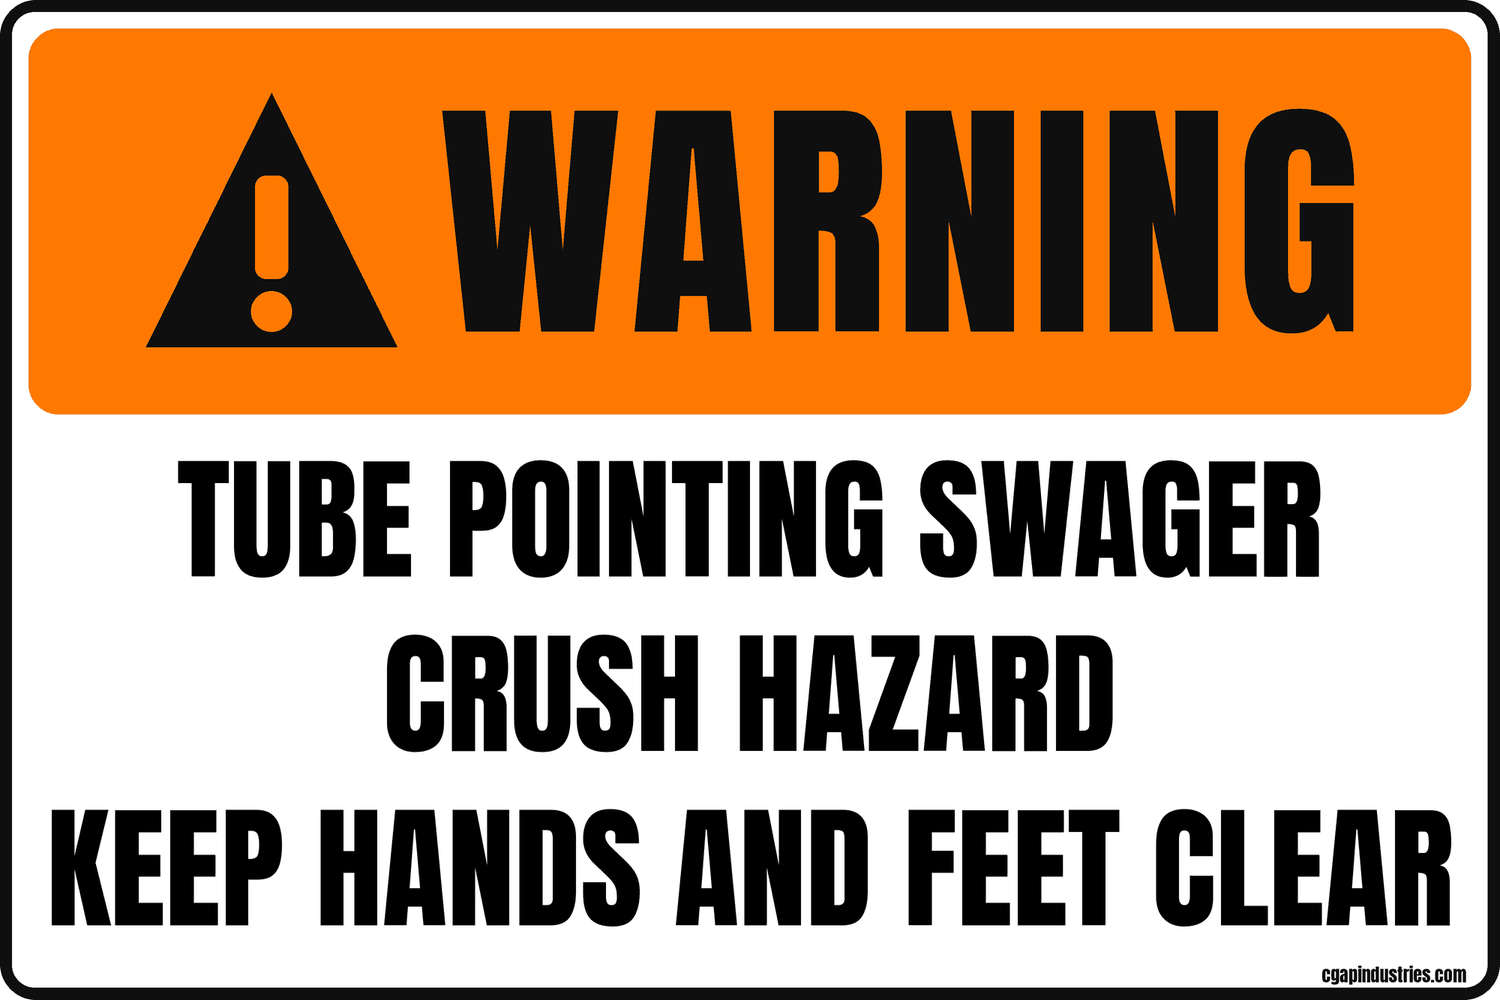 WARNING
TUBE POINTING SWAGER
CRUSH HAZARD
KEEP HANDS AND FEET CLEAR
cgapindustries.com